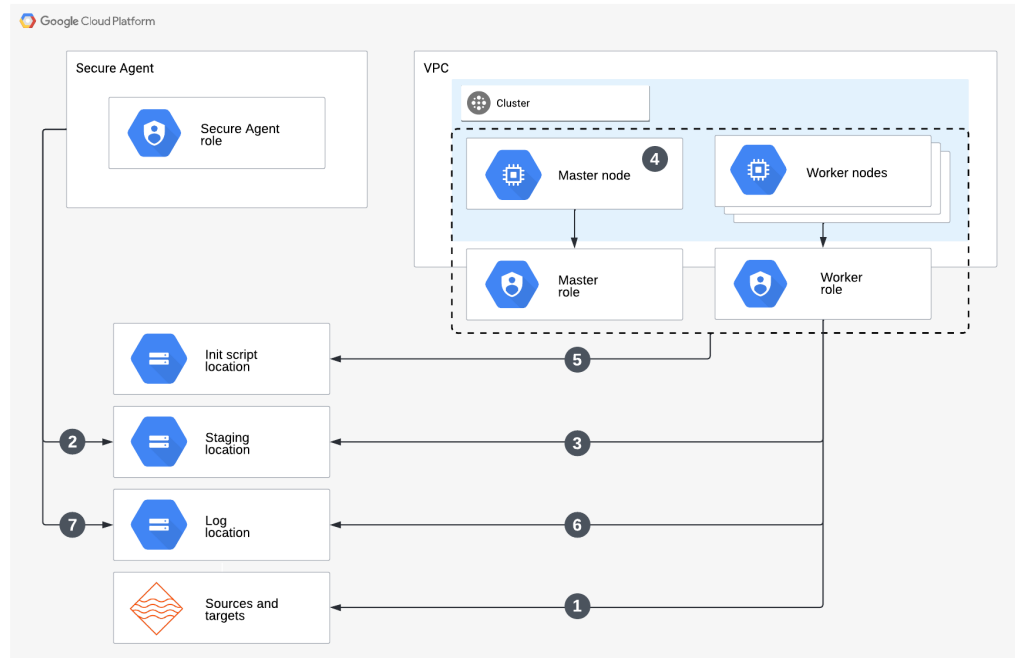 Google Cloud Platform
Secure Agent
Secure Agent
role
VPC
Cluster
Master node
4
Worker nodes
Master
role
Worker
role
Init script
location
5
2
Staging
location
3
7
Log
location
6
Sources and
targets
1